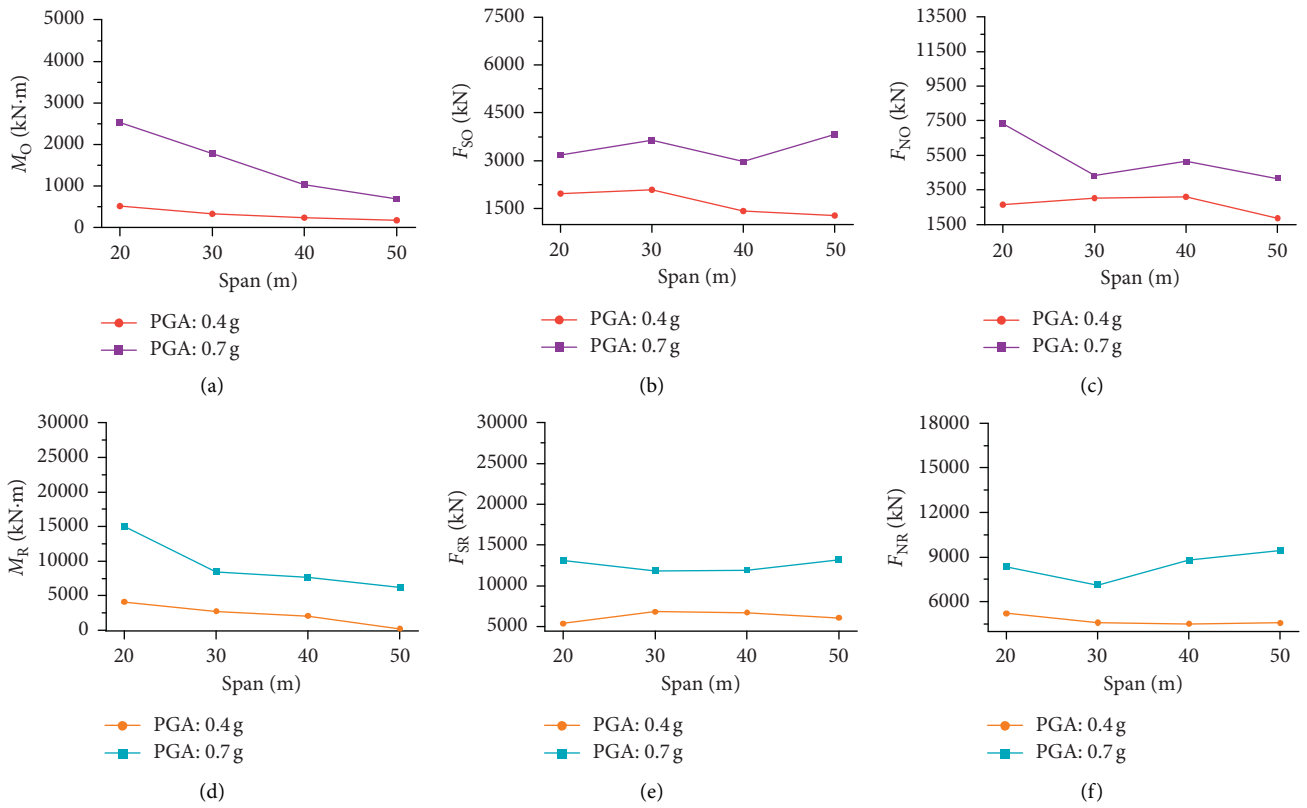 5000
4000
3000
2000
1000
0
M_O (kN·m)
20 30 40 50
Span (m)
PGA: 0.4 g
PGA: 0.7 g
(a)
7500
6000
4500
3000
1500
F_SO (kN)
20 30 40 50
Span (m)
PGA: 0.4 g
PGA: 0.7 g
(b)
13500
11500
9500
7500
5500
3500
1500
F_NO (kN)
20 30 40 50
Span (m)
PGA: 0.4 g
PGA: 0.7 g
(c)
30000
25000
20000
15000
10000
5000
0
M_R (kN·m)
20 30 40 50
Span (m)
PGA: 0.4 g
PGA: 0.7 g
(d)
30000
25000
20000
15000
10000
5000
F_SR (kN)
20 30 40 50
Span (m)
PGA: 0.4 g
PGA: 0.7 g
(e)
18000
15000
12000
9000
6000
F_NR (kN)
20 30 40 50
Span (m)
PGA: 0.4 g
PGA: 0.7 g
(f)